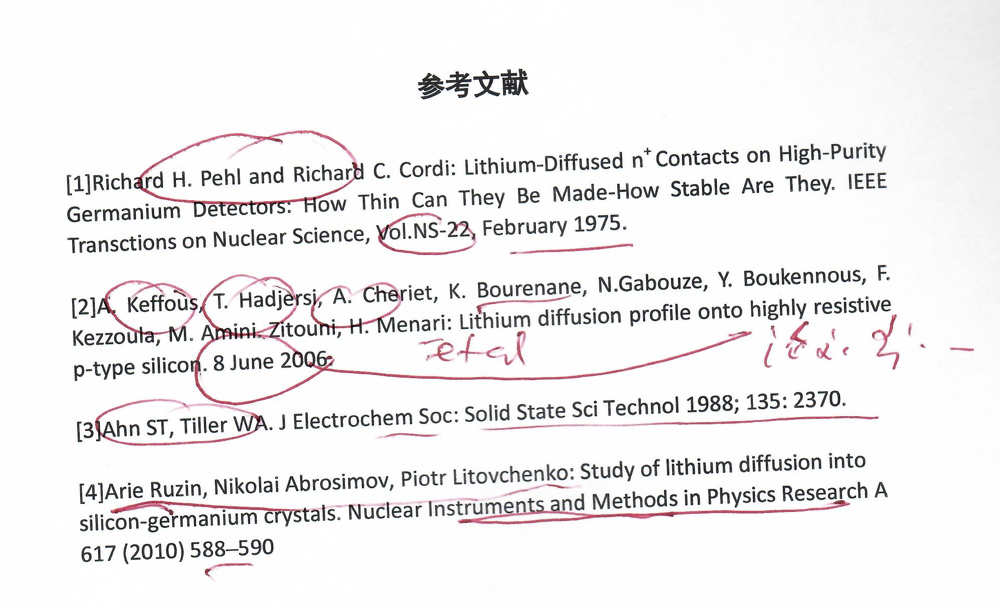 参考文献
[1]Richard H. Pehl and Richard C. Cordi: Lithium-Diffused n⁺ Contacts on High-Purity
Germanium Detectors: How Thin Can They Be Made-How Stable Are They. IEEE
Transctions on Nuclear Science, Vol.NS-22, February 1975.
[2]A. Keffous, T. Hadjersi, A. Cheriet, K. Bourenane, N.Gabouze, Y. Boukennous, F.
Kezzoula, M. Amini. Zitouni, H. Menari: Lithium diffusion profile onto highly resistive
et al
p-type silicon. 8 June 2006.
[3]Ahn ST, Tiller WA. J Electrochem Soc: Solid State Sci Technol 1988; 135: 2370.
[4]Arie Ruzin, Nikolai Abrosimov, Piotr Litovchenko: Study of lithium diffusion into
silicon-germanium crystals. Nuclear Instruments and Methods in Physics Research A
617 (2010) 588–590